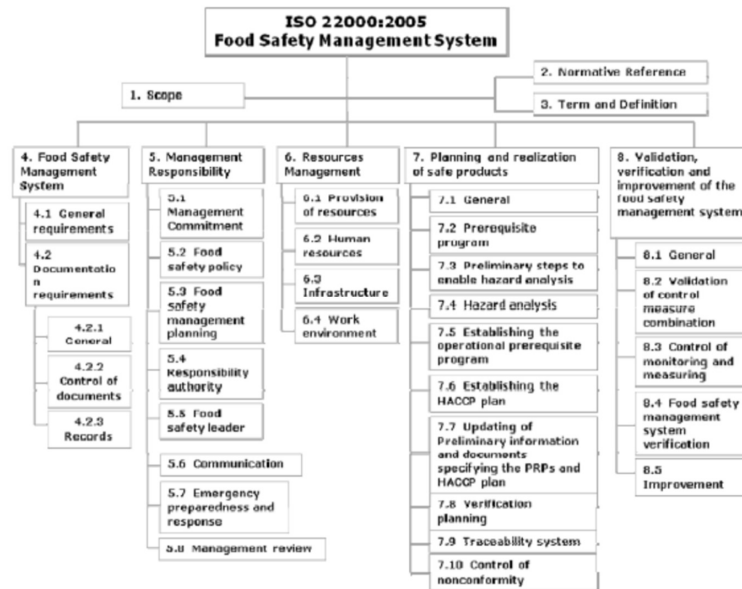 ISO 22000:2005
Food Safety Management System
1. Scope
2. Normative Reference
3. Term and Definition
4. Food Safety
Management
System
4.1 General
requirements
4.2
Documentatio
n
requirements
4.2.1
General
4.2.2
Control of
documents
4.2.3
Records
5. Management
Responsibility
5.1
Management
Commitment
5.2 Food
safety policy
5.3 Food
safety
management
planning
5.4
Responsibility
authority
5.5 Food
safety leader
5.6 Communication
5.7 Emergency
preparedness and
response
5.8 Management review
6. Resources
Management
6.1 Provision
of resources
6.2 Human
resources
6.3
Infrastructure
6.4 Work
environment
7. Planning and realization
of safe products
7.1 General
7.2 Prerequisite
program
7.3 Preliminary steps to
enable hazard analysis
7.4 Hazard analysis
7.5 Establishing the
operational prerequisite
program
7.6 Establishing the
HACCP plan
7.7 Updating of
Preliminary information
and documents
specifying the PRPs and
HACCP plan
7.8 Verification
planning
7.9 Traceability system
7.10 Control of
nonconformity
8. Validation,
verification and
improvement of the
food safety
management system
8.1 General
8.2 Validation
of control
measure
combination
8.3 Control of
monitoring and
measuring
8.4 Food safety
management
system
verification
8.5
Improvement